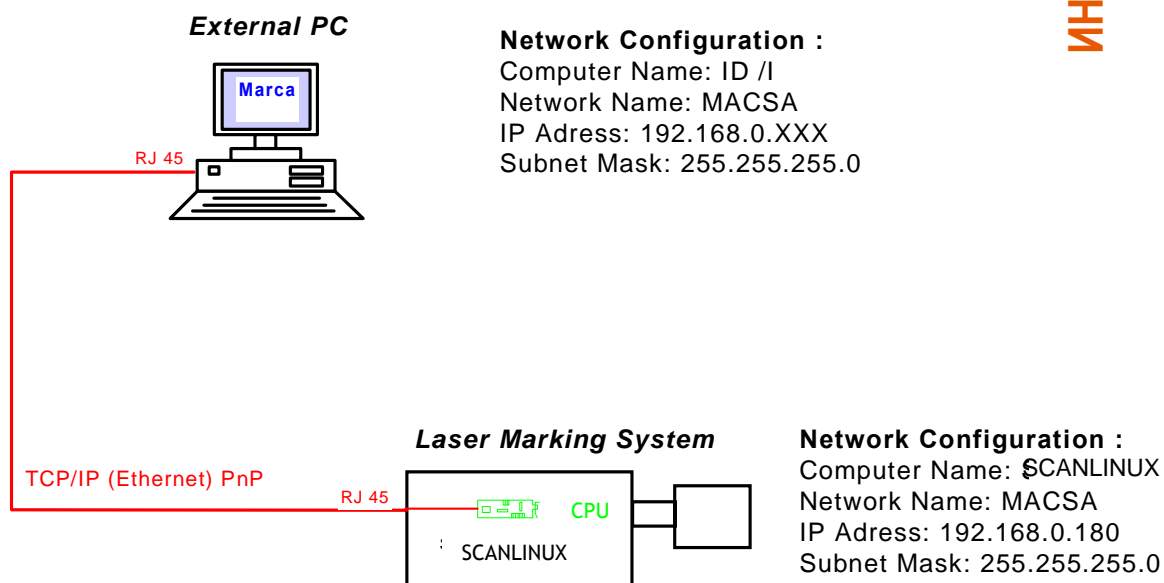 External PC
Network Configuration :
Computer Name: ID /I
Network Name: MACSA
IP Adress: 192.168.0.XXX
Subnet Mask: 255.255.255.0
Marca
RJ 45
TCP/IP (Ethernet) PnP
RJ 45
Laser Marking System
CPU
SCANLINUX
Network Configuration :
Computer Name: SCANLINUX
Network Name: MACSA
IP Adress: 192.168.0.180
Subnet Mask: 255.255.255.0